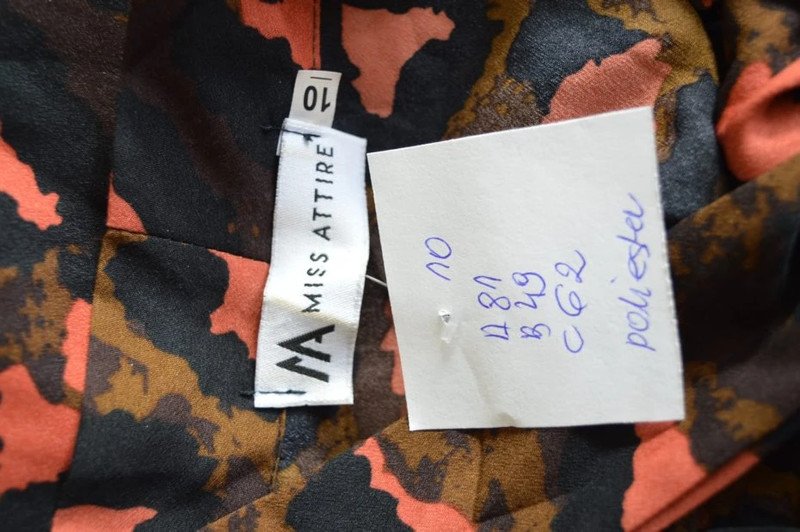 10
MISS ATTIRE
10
A 81
B 49
C 62
poliester